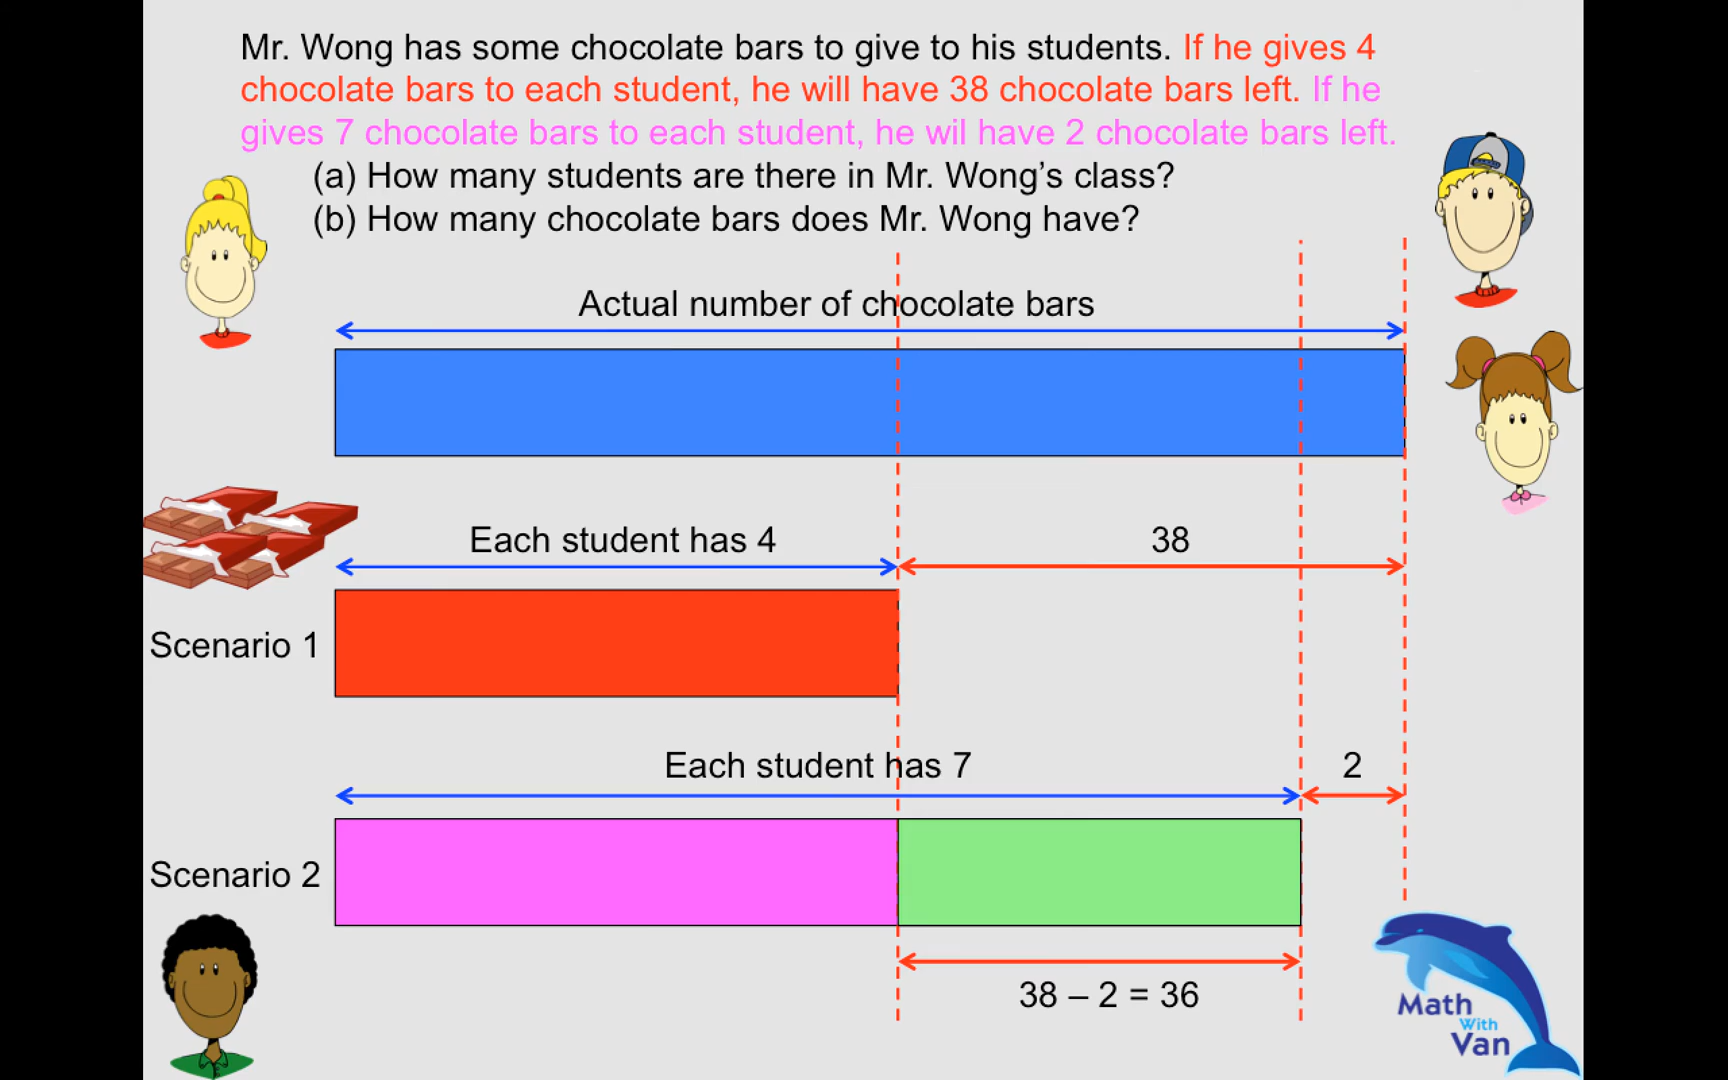 Mr. Wong has some chocolate bars to give to his students. If he gives 4
chocolate bars to each student, he will have 38 chocolate bars left. If he
gives 7 chocolate bars to each student, he wil have 2 chocolate bars left.
(a) How many students are there in Mr. Wong’s class?
(b) How many chocolate bars does Mr. Wong have?
Actual number of chocolate bars
Each student has 4
38
Scenario 1
Each student has 7
2
Scenario 2
38 – 2 = 36
Math
With
Van